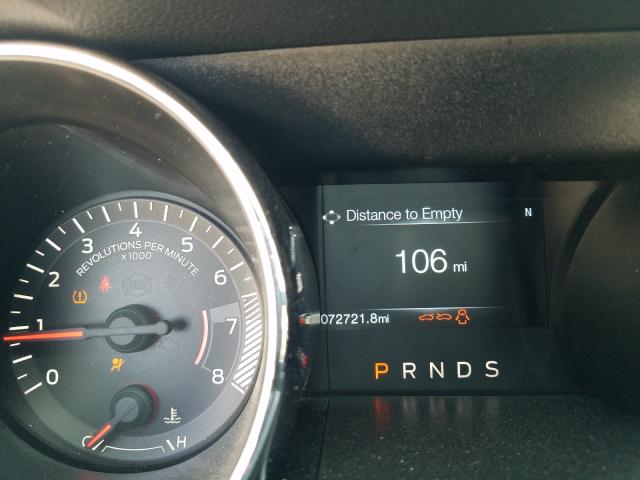 Distance to Empty N
106 mi
072721.8mi
P R N D S
0 1 2 3 4 5 6 7 8
REVOLUTIONS PER MINUTE
x 1000
C H